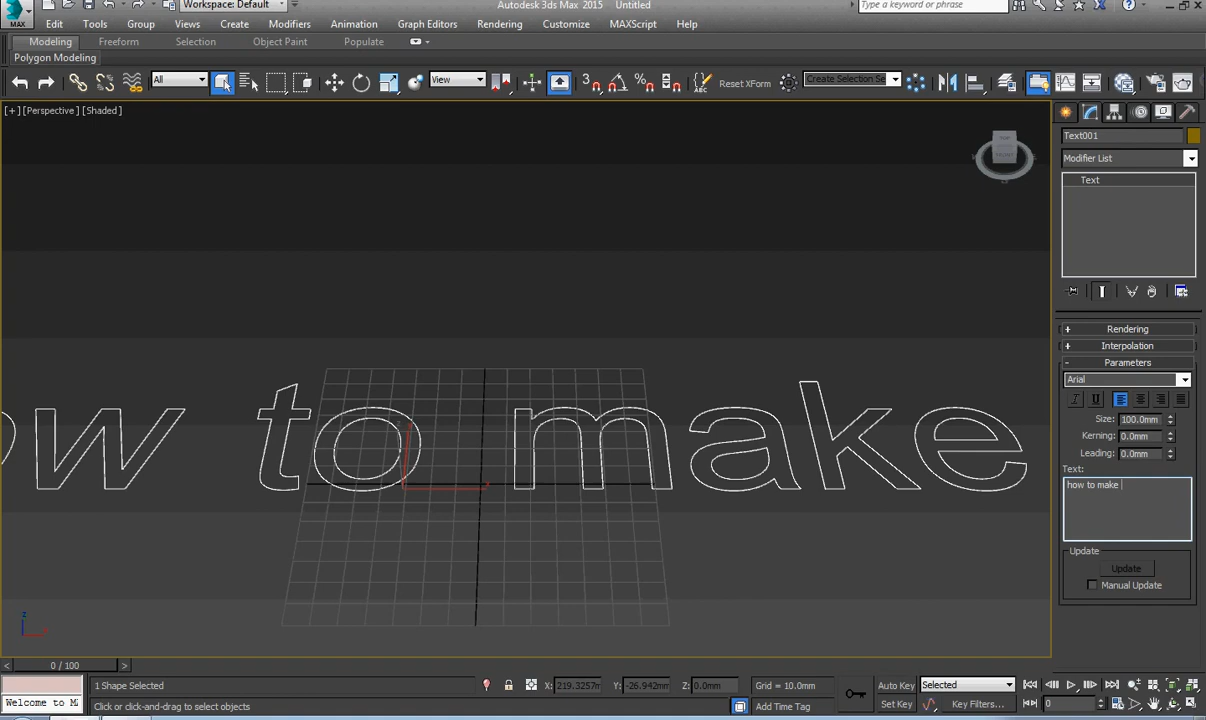 Autodesk 3ds Max 2015 Untitled
Workspace: Default
Type a keyword or phrase
MAX
Edit Tools Group Views Create Modifiers Animation Graph Editors Rendering Customize MAXScript Help
Modeling Freeform Selection Object Paint Populate
Polygon Modeling
All
View
Reset XForm
Create Selection Se
[+] [Perspective] [Shaded]
Text001
Modifier List
Text
ow to make
+ Rendering
+ Interpolation
- Parameters
Arial
Size: 100.0mm
Kerning: 0.0mm
Leading: 0.0mm
Text:
how to make
Update
Update
Manual Update
z
< 0 / 100 >
1 Shape Selected
X: 219.3257m
Y: -26.942mm
Z: 0.0mm
Grid = 10.0mm
Auto Key
Selected
Welcome to M
Click or click-and-drag to select objects
Add Time Tag
Set Key
Key Filters...
0